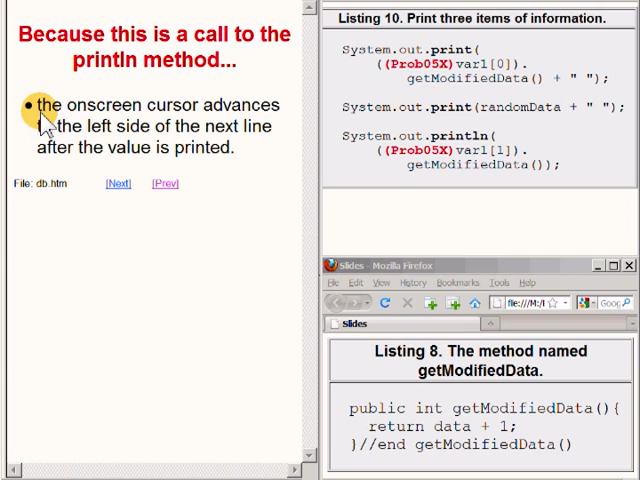 Because this is a call to the
println method...
the onscreen cursor advances
the left side of the next line
after the value is printed.
File: db.htm [Next] [Prev]
Listing 10. Print three items of information.
System.out.print(
((Prob05X)var1[0]).
getModifiedData() + " ");
System.out.print(randomData + " ");
System.out.println(
((Prob05X)var1[1]).
getModifiedData());
Slides - Mozilla Firefox
File Edit View History Bookmarks Tools Help
file:///M:/I
Goog
Slides
Listing 8. The method named
getModifiedData.
public int getModifiedData(){
return data + 1;
}//end getModifiedData()